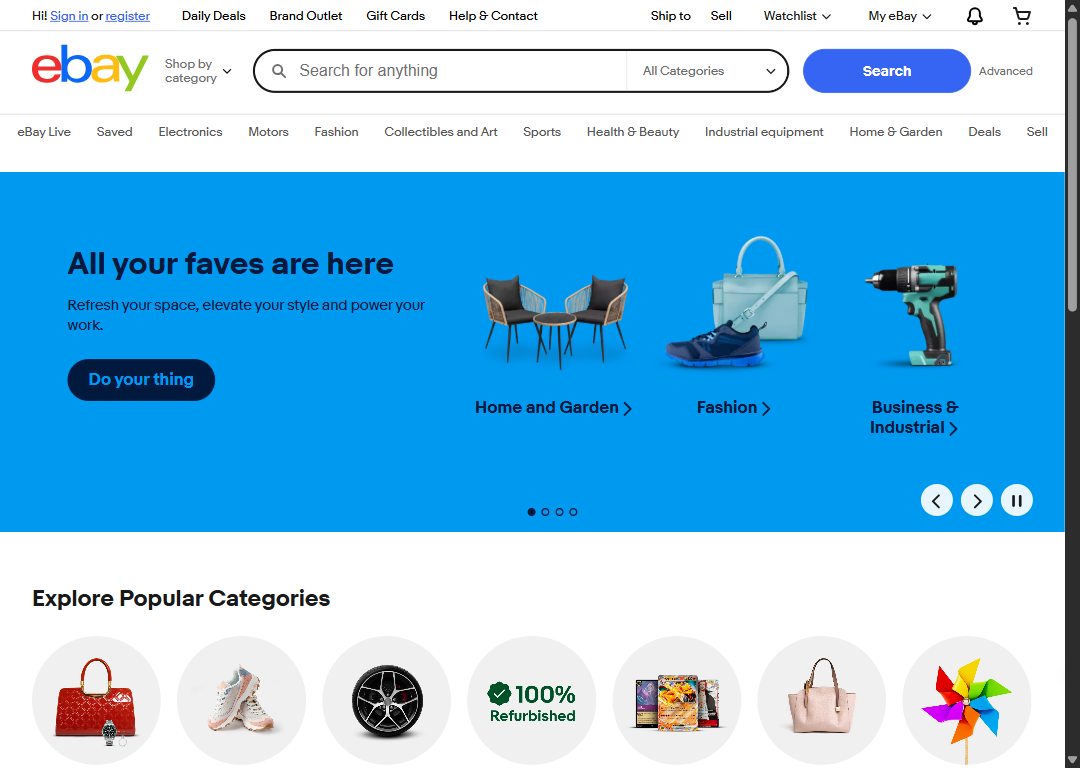 Hi! Sign in or register Daily Deals Brand Outlet Gift Cards Help & Contact Ship to Sell Watchlist My eBay
ebay Shop by category Search for anything All Categories Search Advanced
eBay Live Saved Electronics Motors Fashion Collectibles and Art Sports Health & Beauty Industrial equipment Home & Garden Deals Sell
All your faves are here
Refresh your space, elevate your style and power your
work.
Do your thing
Home and Garden
Fashion
Business &
Industrial
Explore Popular Categories
100%
Refurbished